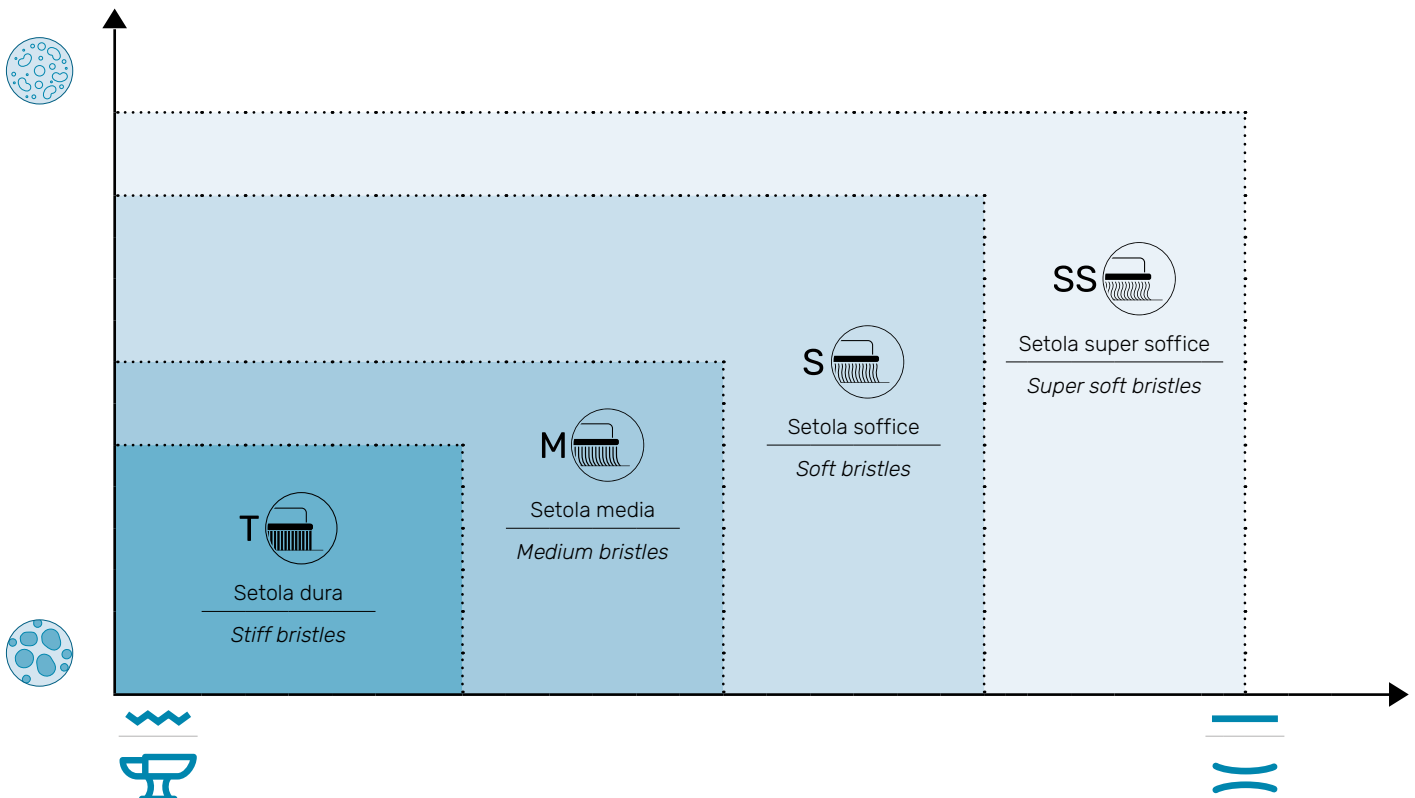 SS
Setola super soffice
Super soft bristles
S
Setola soffice
Soft bristles
M
Setola media
Medium bristles
T
Setola dura
Stiff bristles